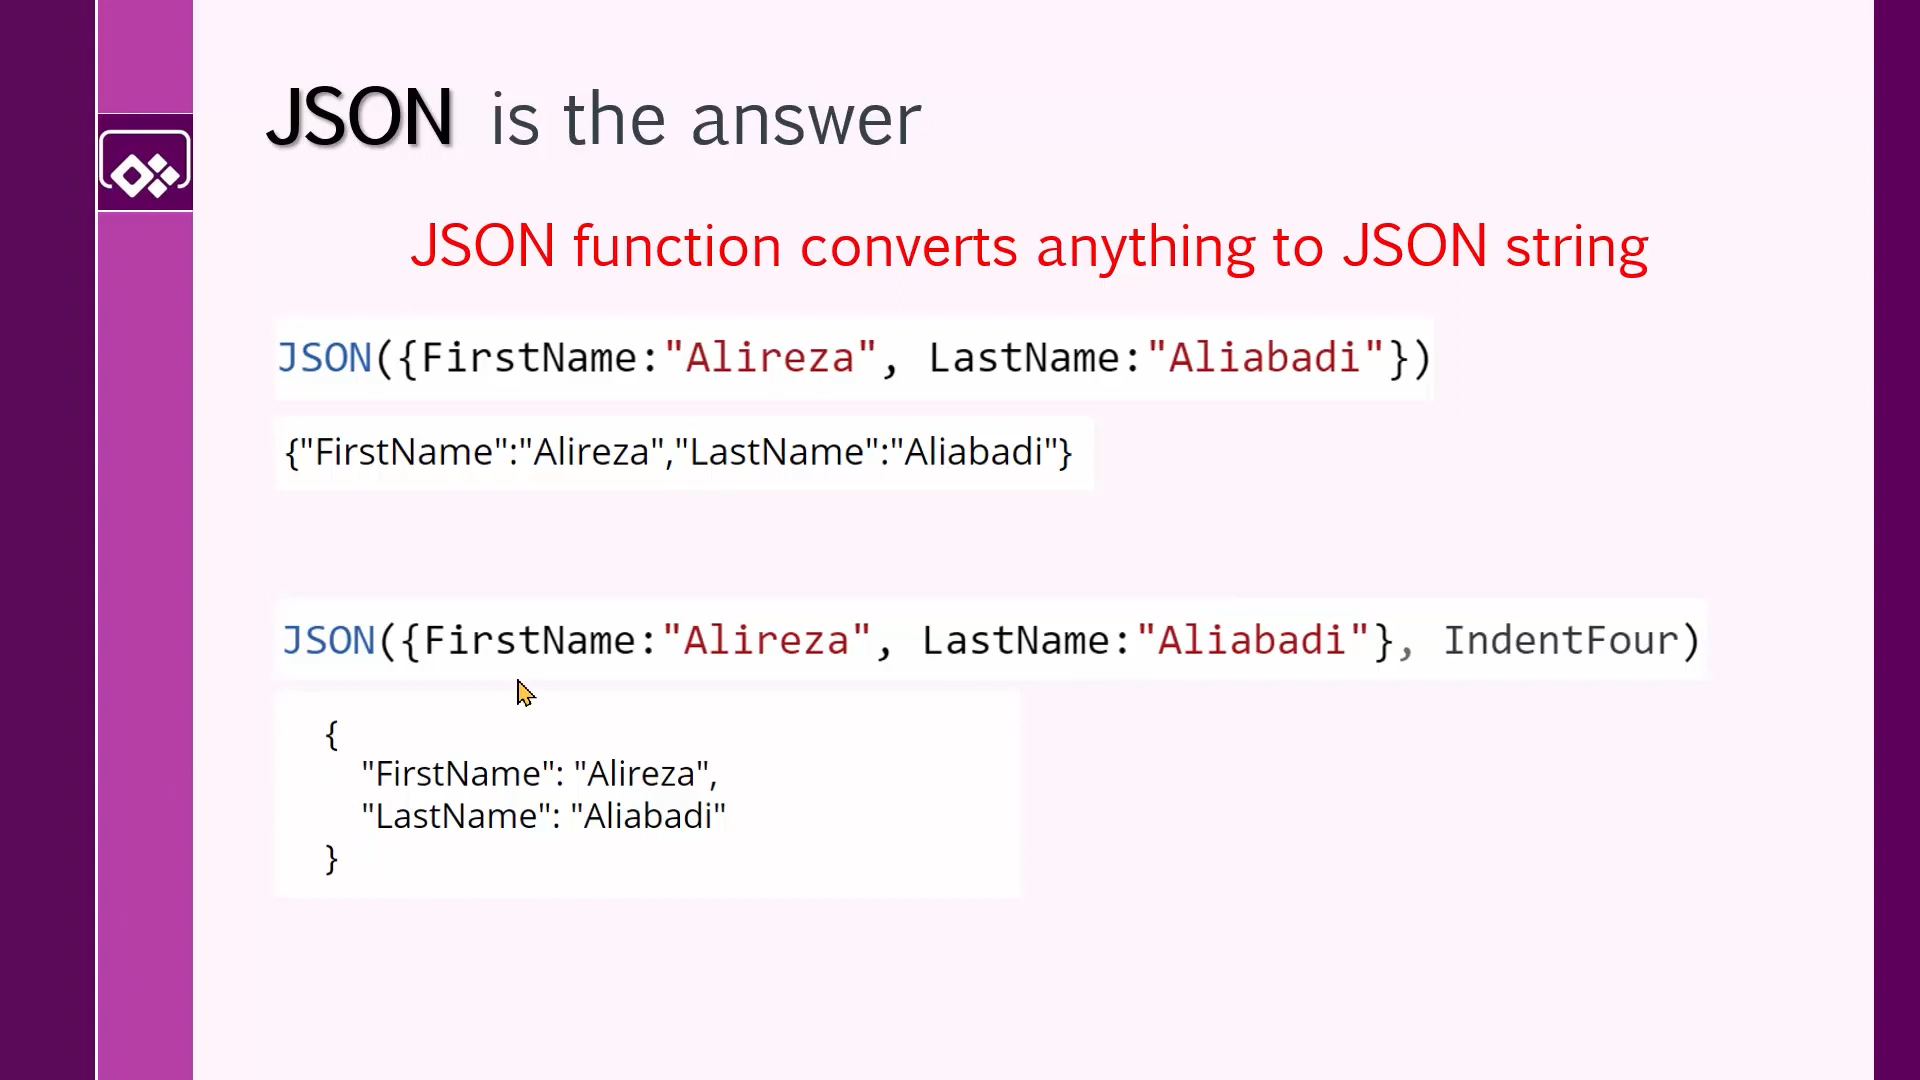 JSON is the answer
JSON function converts anything to JSON string
JSON({FirstName:"Alireza", LastName:"Aliabadi"})
{"FirstName":"Alireza","LastName":"Aliabadi"}
JSON({FirstName:"Alireza", LastName:"Aliabadi"}, IndentFour)
{
"FirstName": "Alireza",
"LastName": "Aliabadi"
}